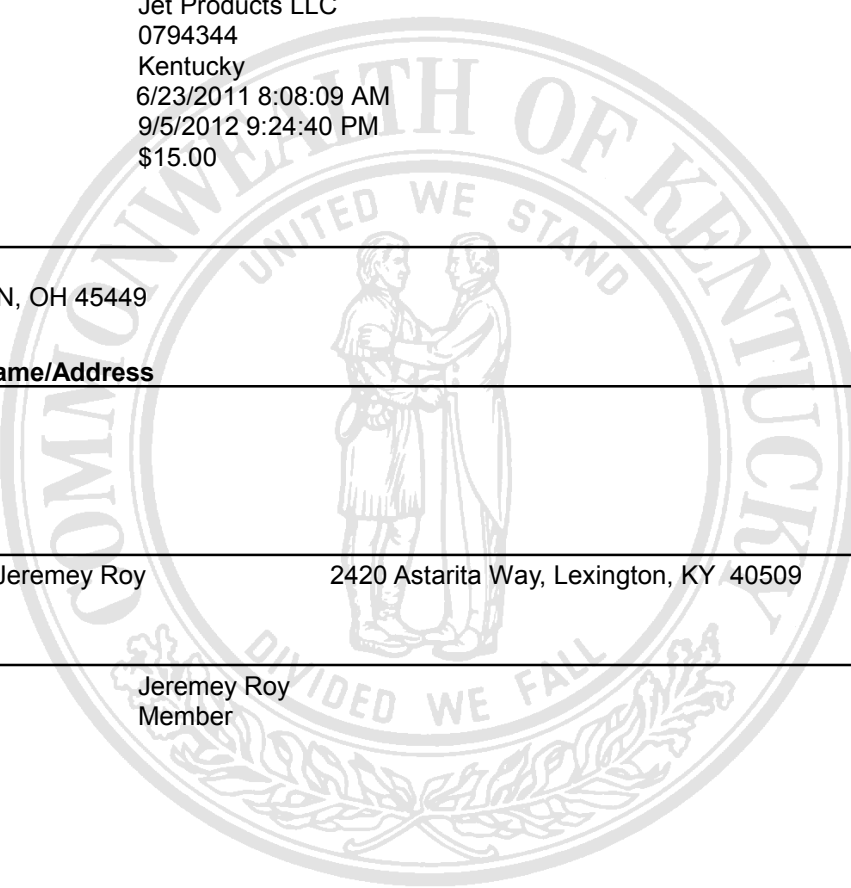 Jet Products LLC
0794344
Kentucky
6/23/2011 8:08:09 AM
9/5/2012 9:24:40 PM
$15.00
N, OH 45449
ame/Address
Jeremey Roy 2420 Astarita Way, Lexington, KY 40509
Jeremey Roy
Member
COMMONWEALTH OF KENTUCKY
UNITED WE STAND
DIVIDED WE FALL